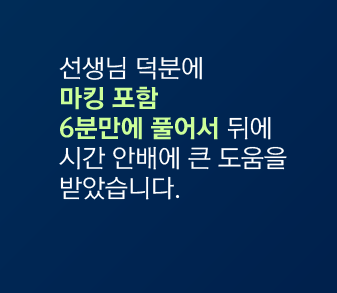 선생님 덕분에
마킹 포함
6분만에 풀어서 뒤에
시간 안배에 큰 도움을
받았습니다.